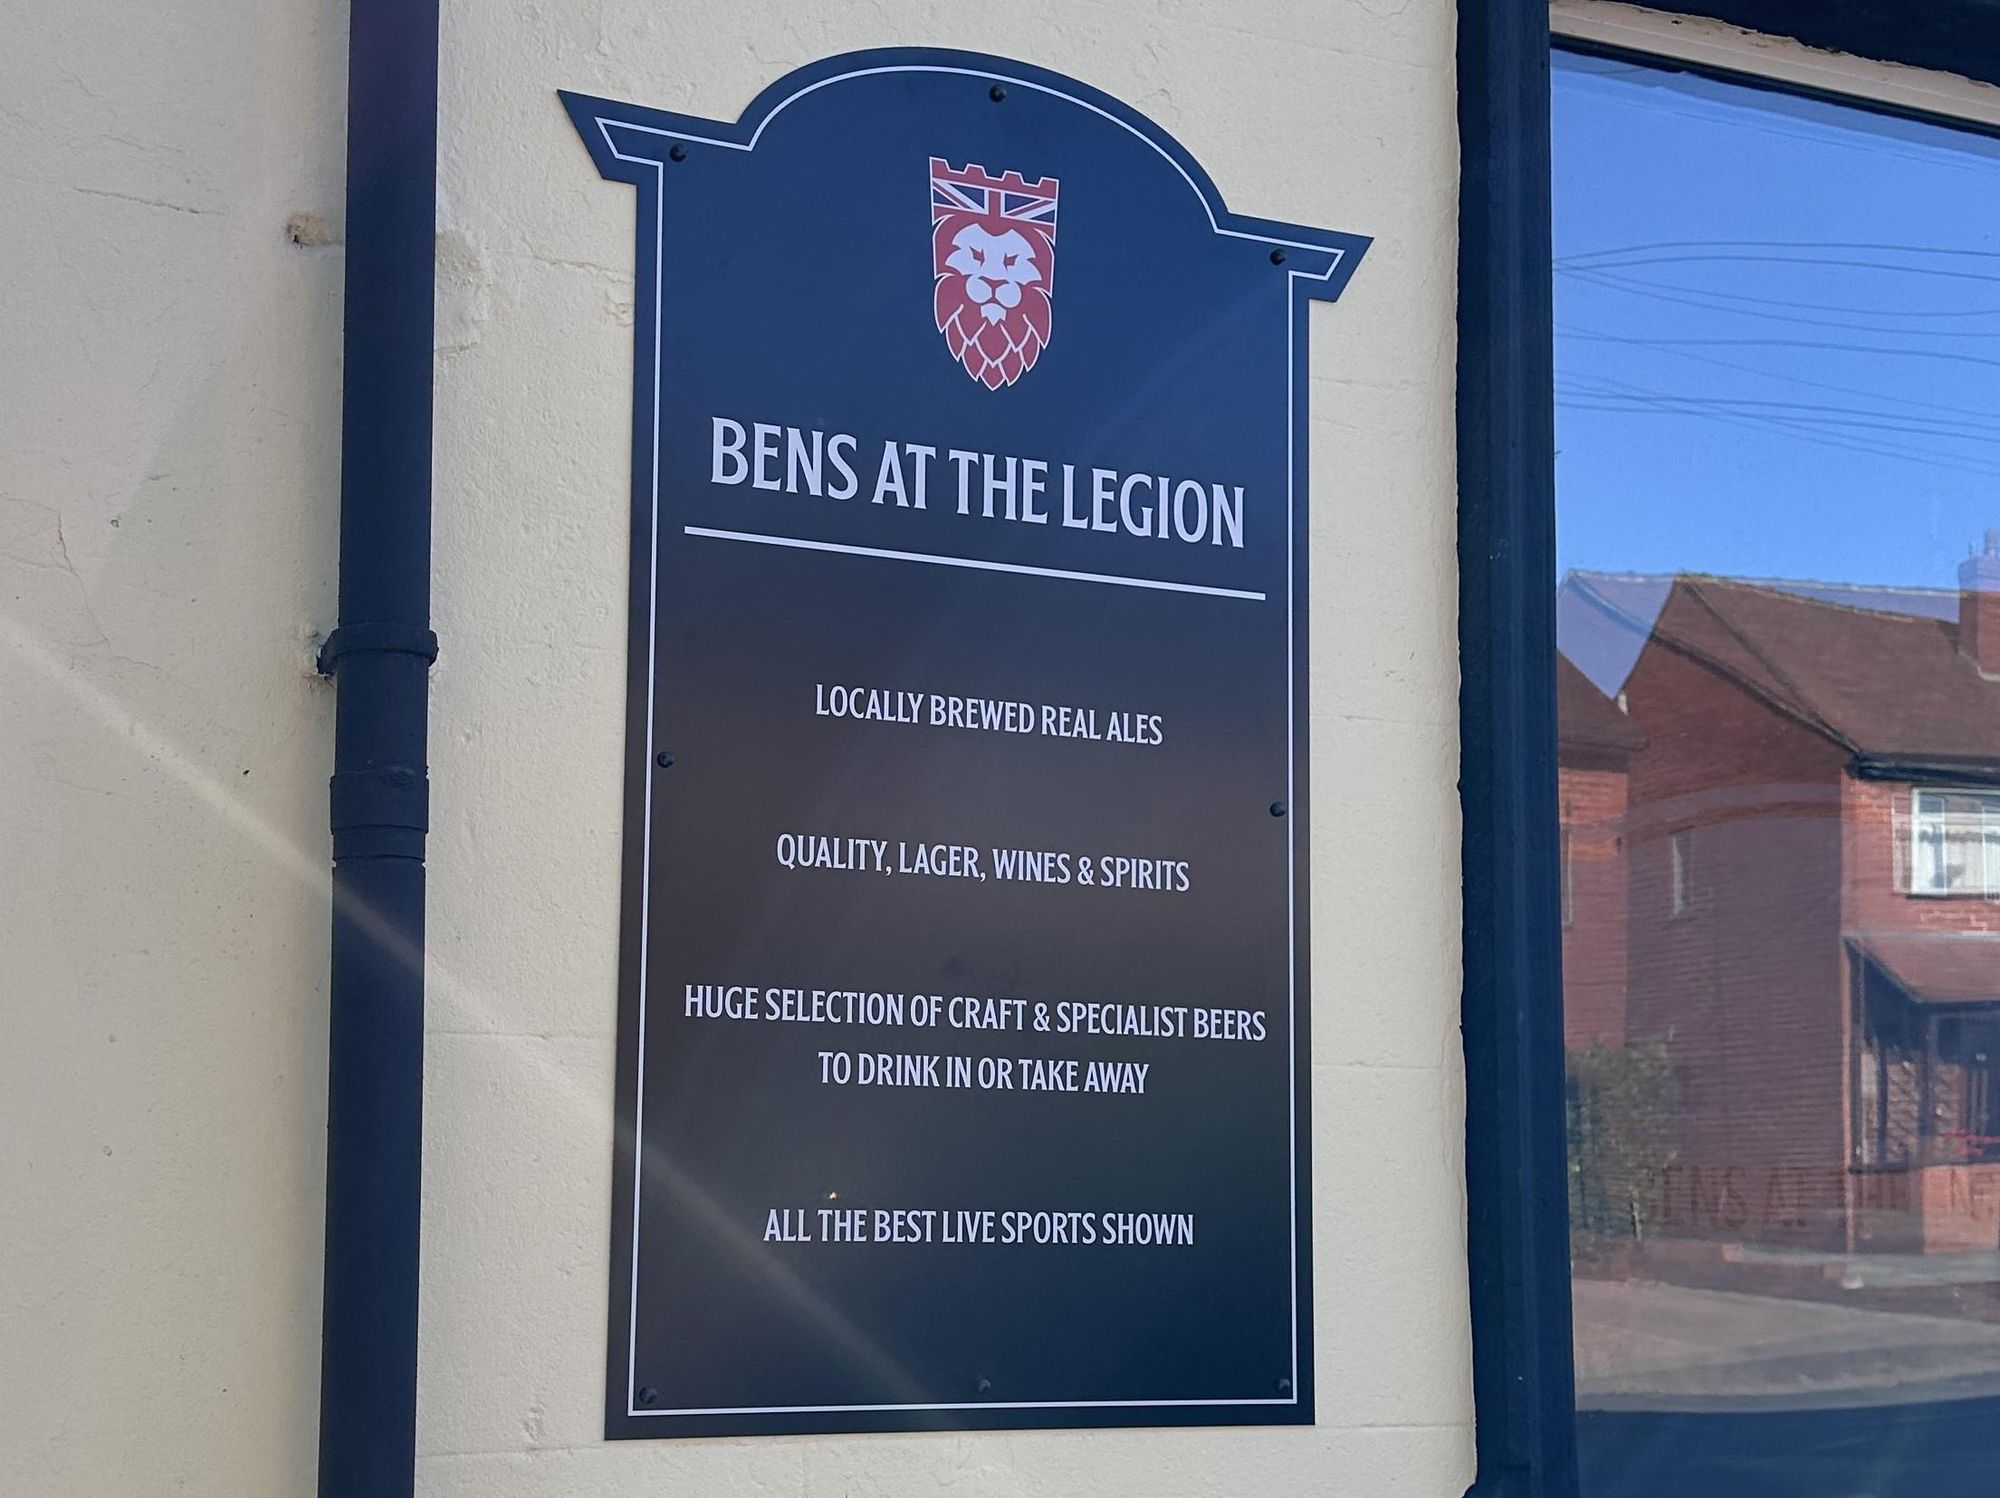 BENS AT THE LEGION
LOCALLY BREWED REAL ALES
QUALITY, LAGER, WINES & SPIRITS
HUGE SELECTION OF CRAFT & SPECIALIST BEERS
TO DRINK IN OR TAKE AWAY
ALL THE BEST LIVE SPORTS SHOWN